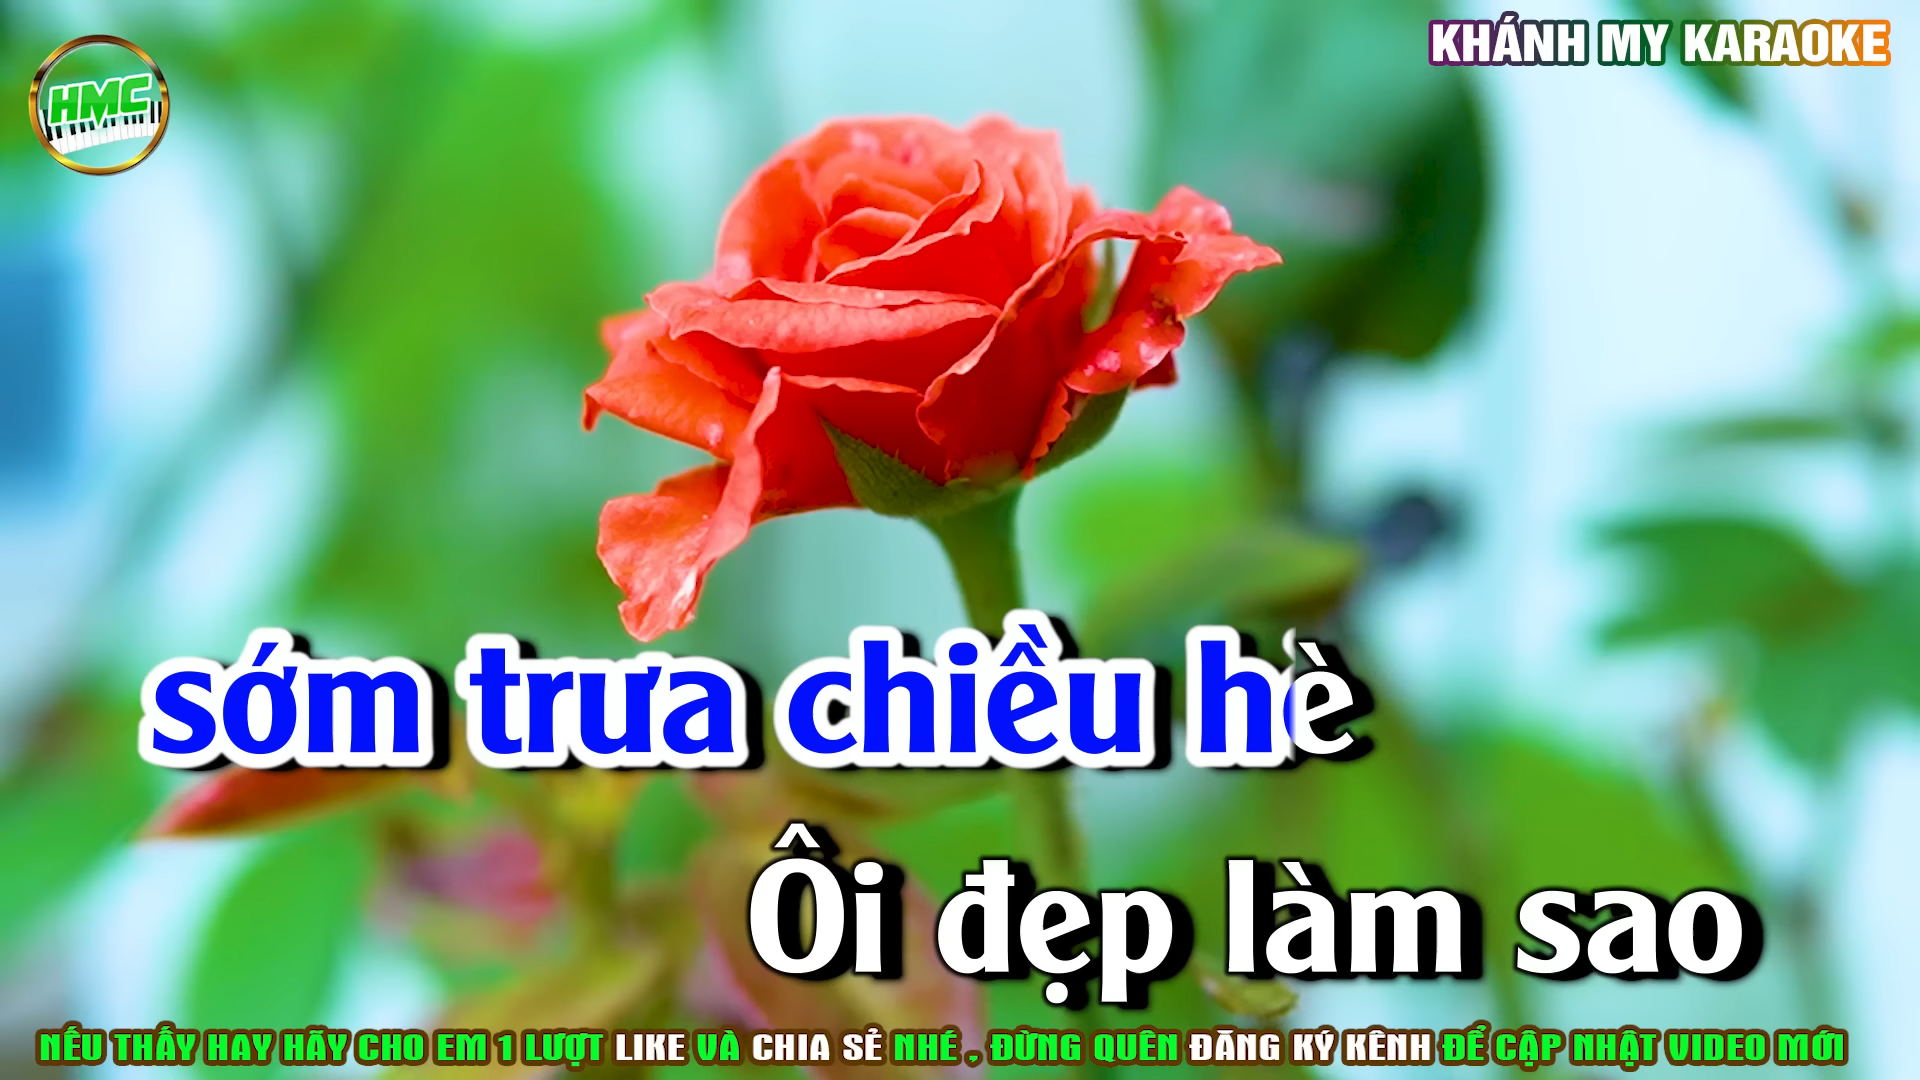 KHÁNH MY KARAOKE
HMC
sớm trưa chiều hè
Ôi đẹp làm sao
NẾU THẤY HAY HÃY CHO EM 1 LƯỢT LIKE VÀ CHIA SẺ NHÉ , ĐỪNG QUÊN ĐĂNG KÝ KÊNH ĐỂ CẬP NHẬT VIDEO MỚI